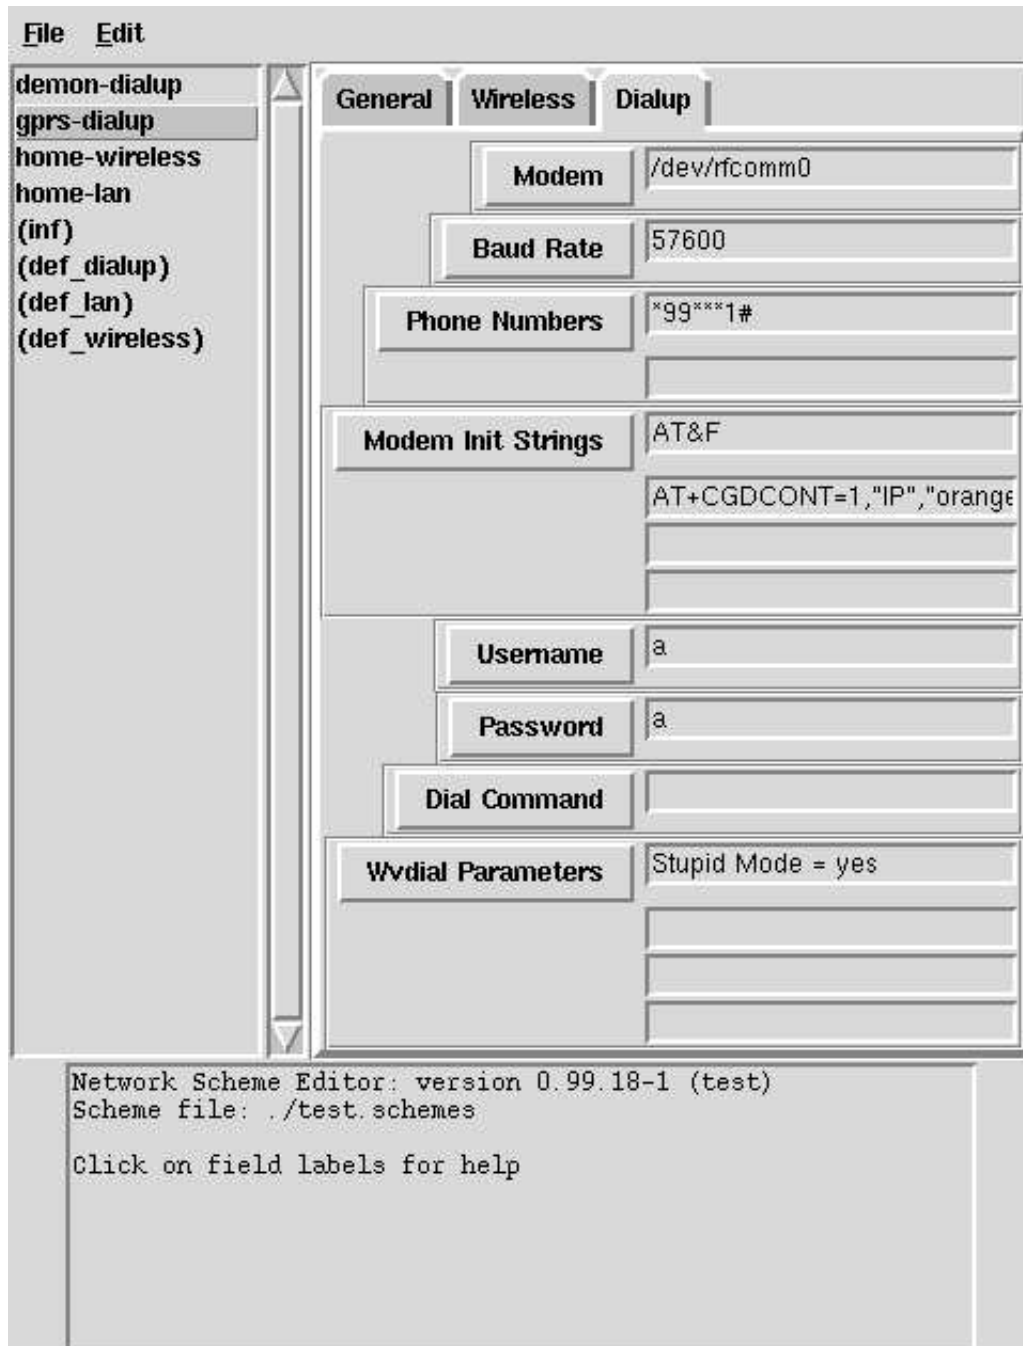 File Edit
demon-dialup
gprs-dialup
home-wireless
home-lan
(inf)
(def_dialup)
(def_lan)
(def_wireless)
General Wireless Dialup
Modem /dev/rfcomm0
Baud Rate 57600
Phone Numbers *99***1#
Modem Init Strings AT&F
AT+CGDCONT=1,"IP","orange
Username a
Password a
Dial Command
Wvdial Parameters Stupid Mode = yes
Network Scheme Editor: version 0.99.18-1 (test)
Scheme file: ./test.schemes
Click on field labels for help